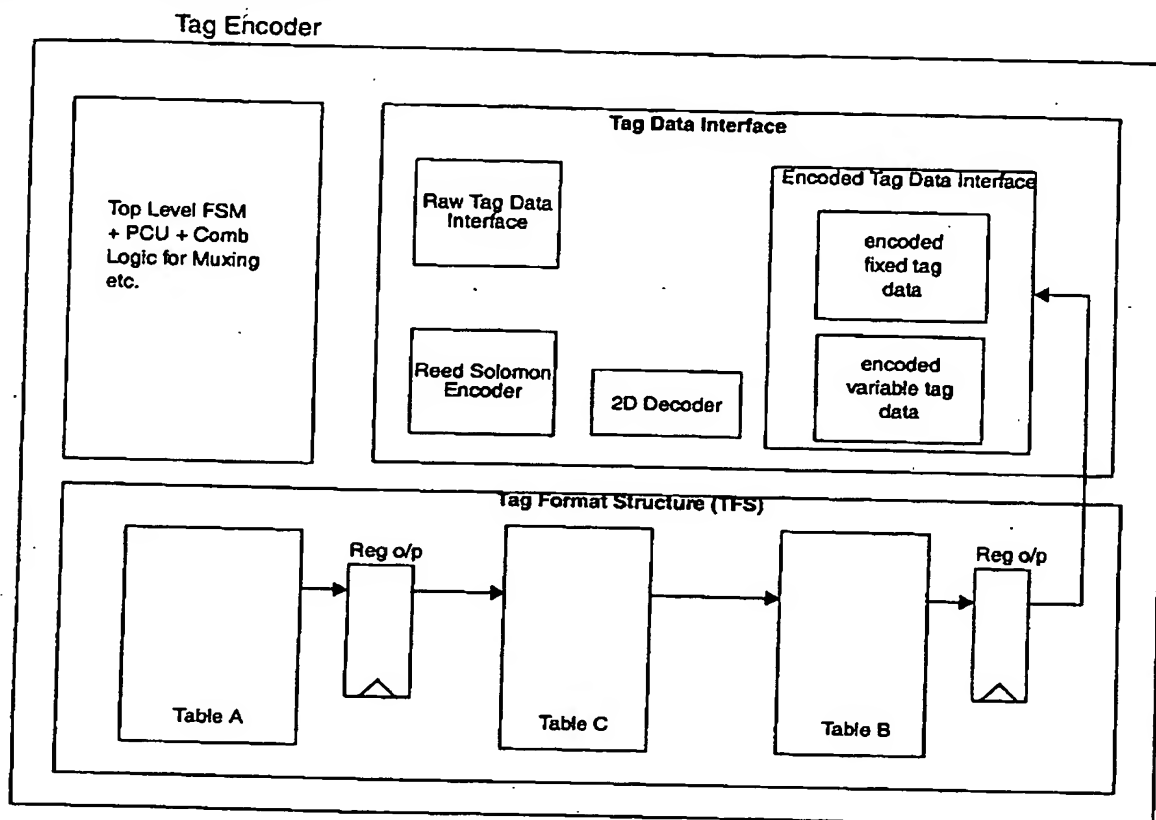 Tag Encoder
Top Level FSM
+ PCU + Comb
Logic for Muxing
etc.
Tag Data Interface
Raw Tag Data
Interface
Reed Solomon
Encoder
2D Decoder
Encoded Tag Data Interface
encoded
fixed tag
data
encoded
variable tag
data
Tag Format Structure (TFS)
Table A
Reg o/p
Table C
Table B
Reg o/p